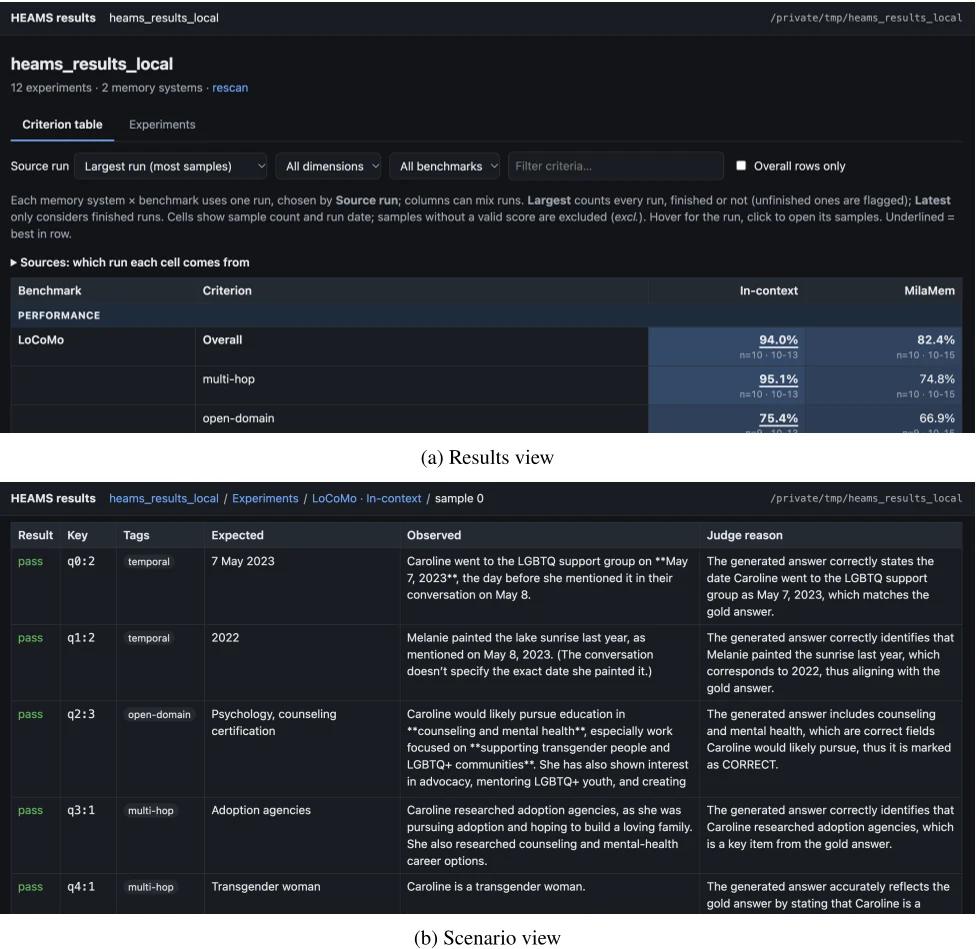 HEAMS results heams_results_local /private/tmp/heams_results_local
heams_results_local
12 experiments · 2 memory systems · rescan
Criterion table Experiments
Source run Largest run (most samples) All dimensions All benchmarks Filter criteria... Overall rows only
Each memory system × benchmark uses one run, chosen by Source run; columns can mix runs. Largest counts every run, finished or not (unfinished ones are flagged); Latest
only considers finished runs. Cells show sample count and run date; samples without a valid score are excluded (excl.). Hover for the run, click to open its samples. Underlined =
best in row.
▶ Sources: which run each cell comes from
Benchmark Criterion In-context MilaMem
PERFORMANCE
LoCoMo Overall 94.0% 82.4%
n=10 · 10-13 n=10 · 10-15
multi-hop 95.1% 74.8%
n=10 · 10-13 n=10 · 10-15
open-domain 75.4% 66.9%
n=9 · 10-13 n=9 · 10-15
(a) Results view
HEAMS results heams_results_local / Experiments / LoCoMo · In-context / sample 0 /private/tmp/heams_results_local
Result Key Tags Expected Observed Judge reason
pass q0:2 temporal 7 May 2023 Caroline went to the LGBTQ support group on **May The generated answer correctly states the
7, 2023**, the day before she mentioned it in their date Caroline went to the LGBTQ support
conversation on May 8. group as May 7, 2023, which matches the
gold answer.
pass q1:2 temporal 2022 Melanie painted the lake sunrise last year, as The generated answer correctly identifies that
mentioned on May 8, 2023. (The conversation Melanie painted the sunrise last year, which
doesn't specify the exact date she painted it.) corresponds to 2022, thus aligning with the
gold answer.
pass q2:3 open-domain Psychology, counseling Caroline would likely pursue education in The generated answer includes counseling
certification **counseling and mental health**, especially work and mental health, which are correct fields
focused on **supporting transgender people and Caroline would likely pursue, thus it is marked
LGBTQ+ communities**. She has also shown interest as CORRECT.
in advocacy, mentoring LGBTQ+ youth, and creating
pass q3:1 multi-hop Adoption agencies Caroline researched adoption agencies, as she was The generated answer correctly identifies that
pursuing adoption and hoping to build a loving family. Caroline researched adoption agencies, which
She also researched counseling and mental-health is a key item from the gold answer.
career options.
pass q4:1 multi-hop Transgender woman Caroline is a transgender woman. The generated answer accurately reflects the
gold answer by stating that Caroline is a
(b) Scenario view